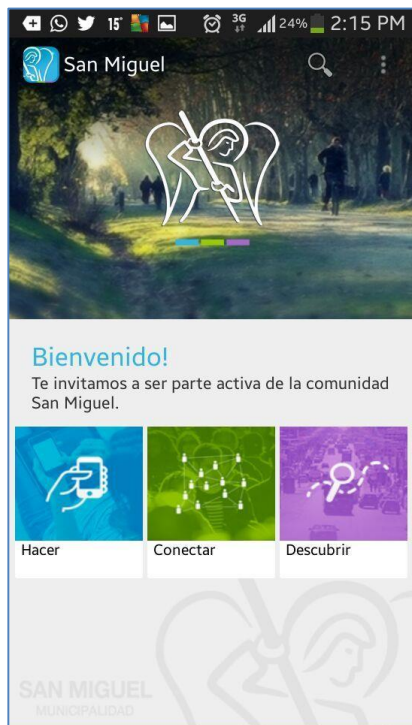 15° 3G 24% 2:15 PM
San Miguel
Bienvenido!
Te invitamos a ser parte activa de la comunidad
San Miguel.
Hacer Conectar Descubrir
SAN MIGUEL
MUNICIPALIDAD